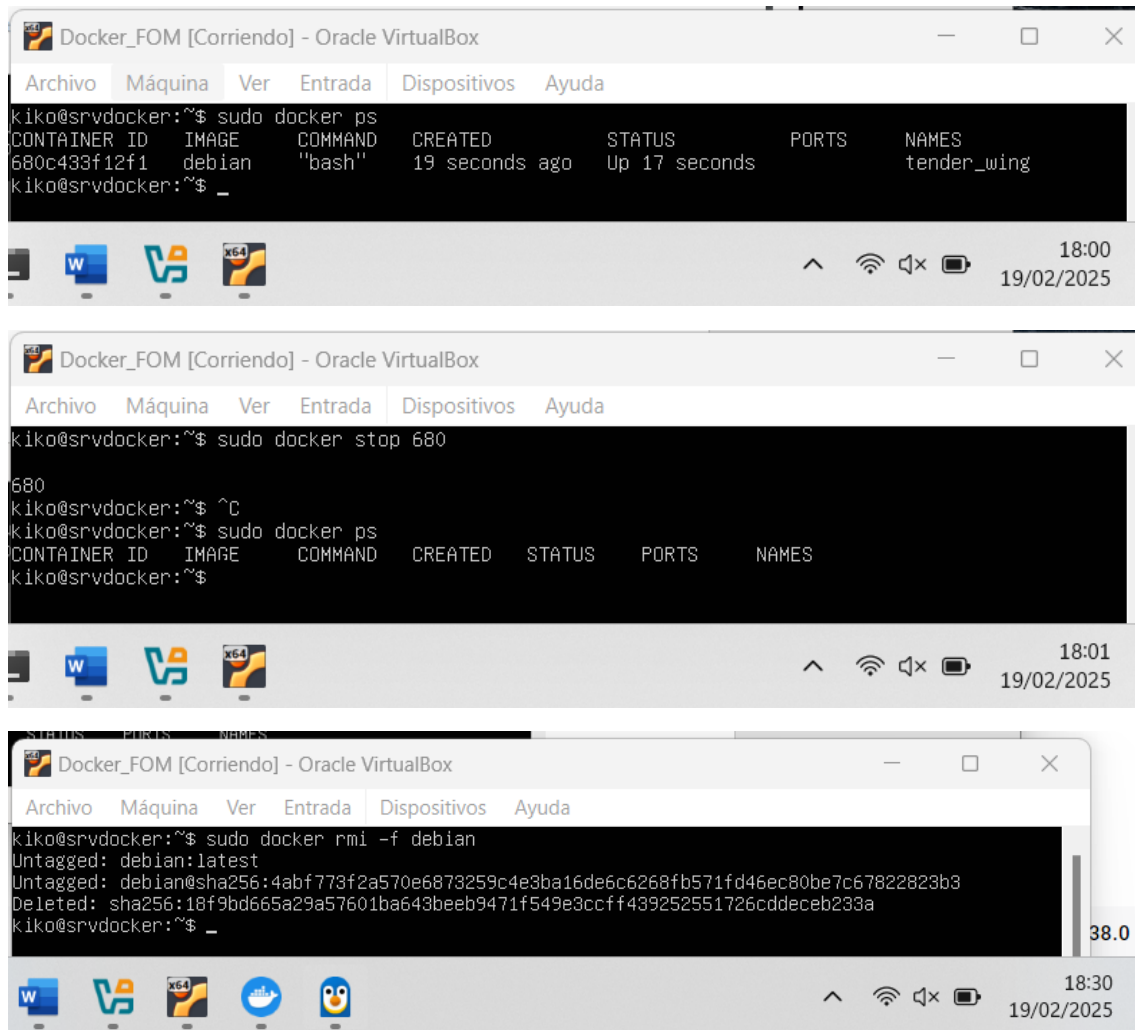 Docker_FOM [Corriendo] - Oracle VirtualBox
Archivo Máquina Ver Entrada Dispositivos Ayuda
kiko@srvdocker:~$ sudo docker ps
CONTAINER ID IMAGE COMMAND CREATED STATUS PORTS NAMES
680c433f12f1 debian "bash" 19 seconds ago Up 17 seconds tender_wing
kiko@srvdocker:~$ _
W x64 18:00
19/02/2025
Docker_FOM [Corriendo] - Oracle VirtualBox
Archivo Máquina Ver Entrada Dispositivos Ayuda
kiko@srvdocker:~$ sudo docker stop 680
680
kiko@srvdocker:~$ ^C
kiko@srvdocker:~$ sudo docker ps
CONTAINER ID IMAGE COMMAND CREATED STATUS PORTS NAMES
kiko@srvdocker:~$
W x64 18:01
19/02/2025
STATUS PORTS NAMES
Docker_FOM [Corriendo] - Oracle VirtualBox
Archivo Máquina Ver Entrada Dispositivos Ayuda
kiko@srvdocker:~$ sudo docker rmi -f debian
Untagged: debian:latest
Untagged: debian@sha256:4abf773f2a570e6873259c4e3ba16de6c6268fb571fd46ec80be7c67822823b3
Deleted: sha256:18f9bd665a29a57601ba643beeb9471f549e3ccff439252551726cddeceb233a
kiko@srvdocker:~$ _
38.0
W x64 18:30
19/02/2025